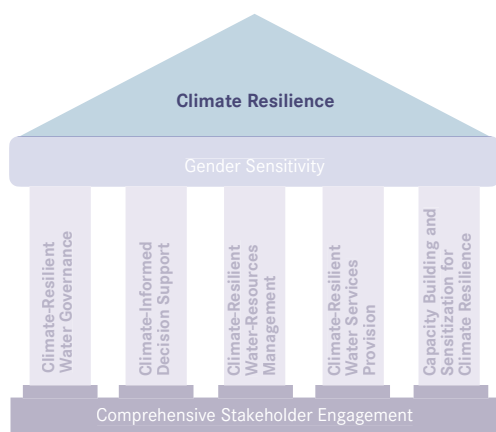 Climate Resilience
Gender Sensitivity
Climate-Resilient
Water Governance
Climate-Informed
Decision Support
Climate-Resilient
Water-Resources
Management
Climate-Resilient
Water Services
Provision
Capacity Building and
Sensitization for
Climate Resilience
Comprehensive Stakeholder Engagement